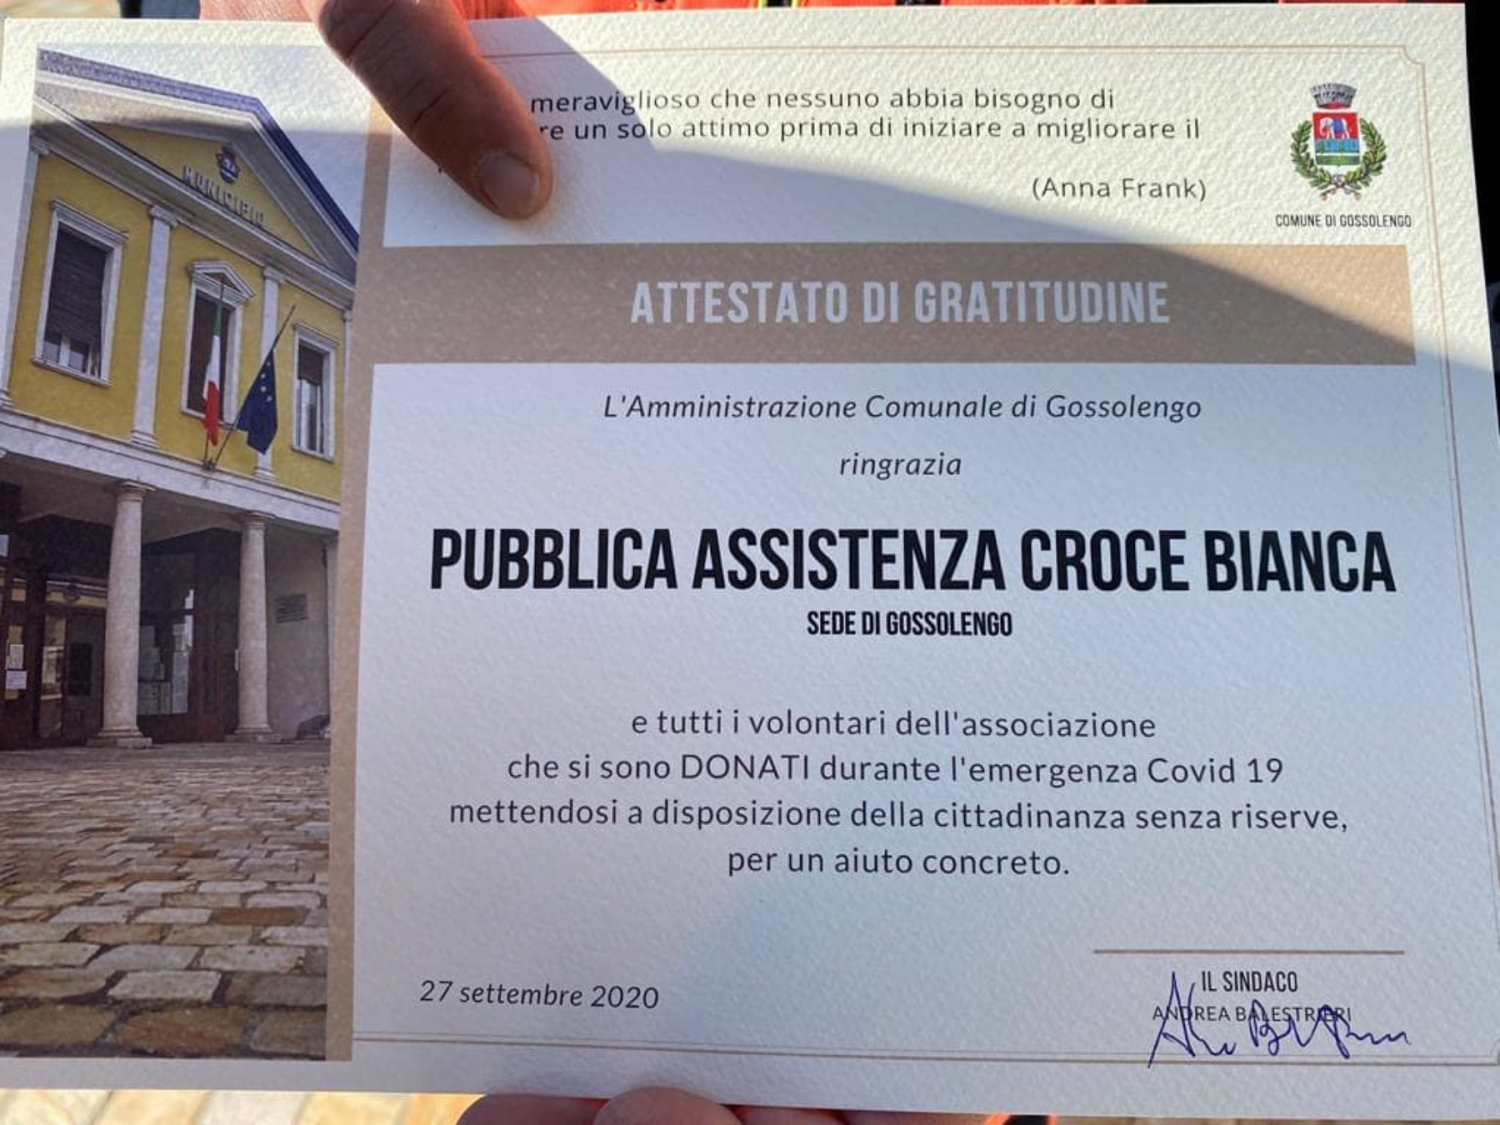 meraviglioso che nessuno abbia bisogno di
re un solo attimo prima di iniziare a migliorare il
(Anna Frank)
COMUNE DI GOSSOLENGO
MUNICIPIO
ATTESTATO DI GRATITUDINE
L'Amministrazione Comunale di Gossolengo
ringrazia
PUBBLICA ASSISTENZA CROCE BIANCA
SEDE DI GOSSOLENGO
e tutti i volontari dell'associazione
che si sono DONATI durante l'emergenza Covid 19
mettendosi a disposizione della cittadinanza senza riserve,
per un aiuto concreto.
27 settembre 2020
IL SINDACO
ANDREA BALESTRIERI